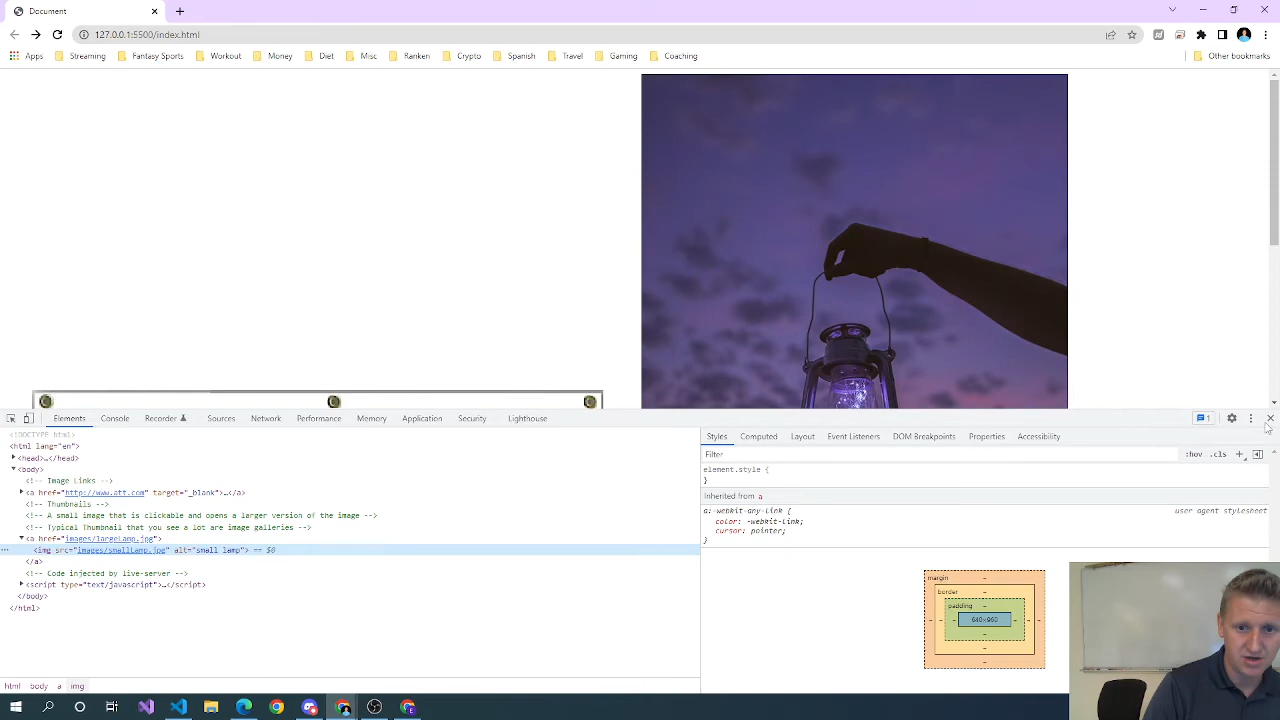 Document
127.0.0.1:5500/index.html
Apps Streaming Fantasy Sports Workout Money Diet Misc Ranken Crypto Spanish Travel Gaming Coaching Other bookmarks
Elements Console Recorder Sources Network Performance Memory Application Security Lighthouse 1
<!DOCTYPE html>
<html lang="en">
<head>…</head>
<body>
<!-- Image Links -->
<a href="http://www.att.com" target="_blank">…</a>
<!-- Thumbnails -->
<!-- A small image that is clickable and opens a larger version of the image -->
<!-- Typical Thumbnail that you see a lot are image galleries -->
<a href="images/largeLamp.jpg">
<img src="images/smallLamp.jpg" alt="small lamp"> == $0
</a>
<!-- Code injected by live-server -->
<script type="text/javascript">…</script>
</body>
</html>
html body a img
Styles Computed Layout Event Listeners DOM Breakpoints Properties Accessibility
Filter :hov .cls +
element.style {
}
Inherited from a
a:-webkit-any-link { user agent stylesheet
color: -webkit-link;
cursor: pointer;
}
margin -
border -
padding -
- - - 640×960 - - -
-
-
-